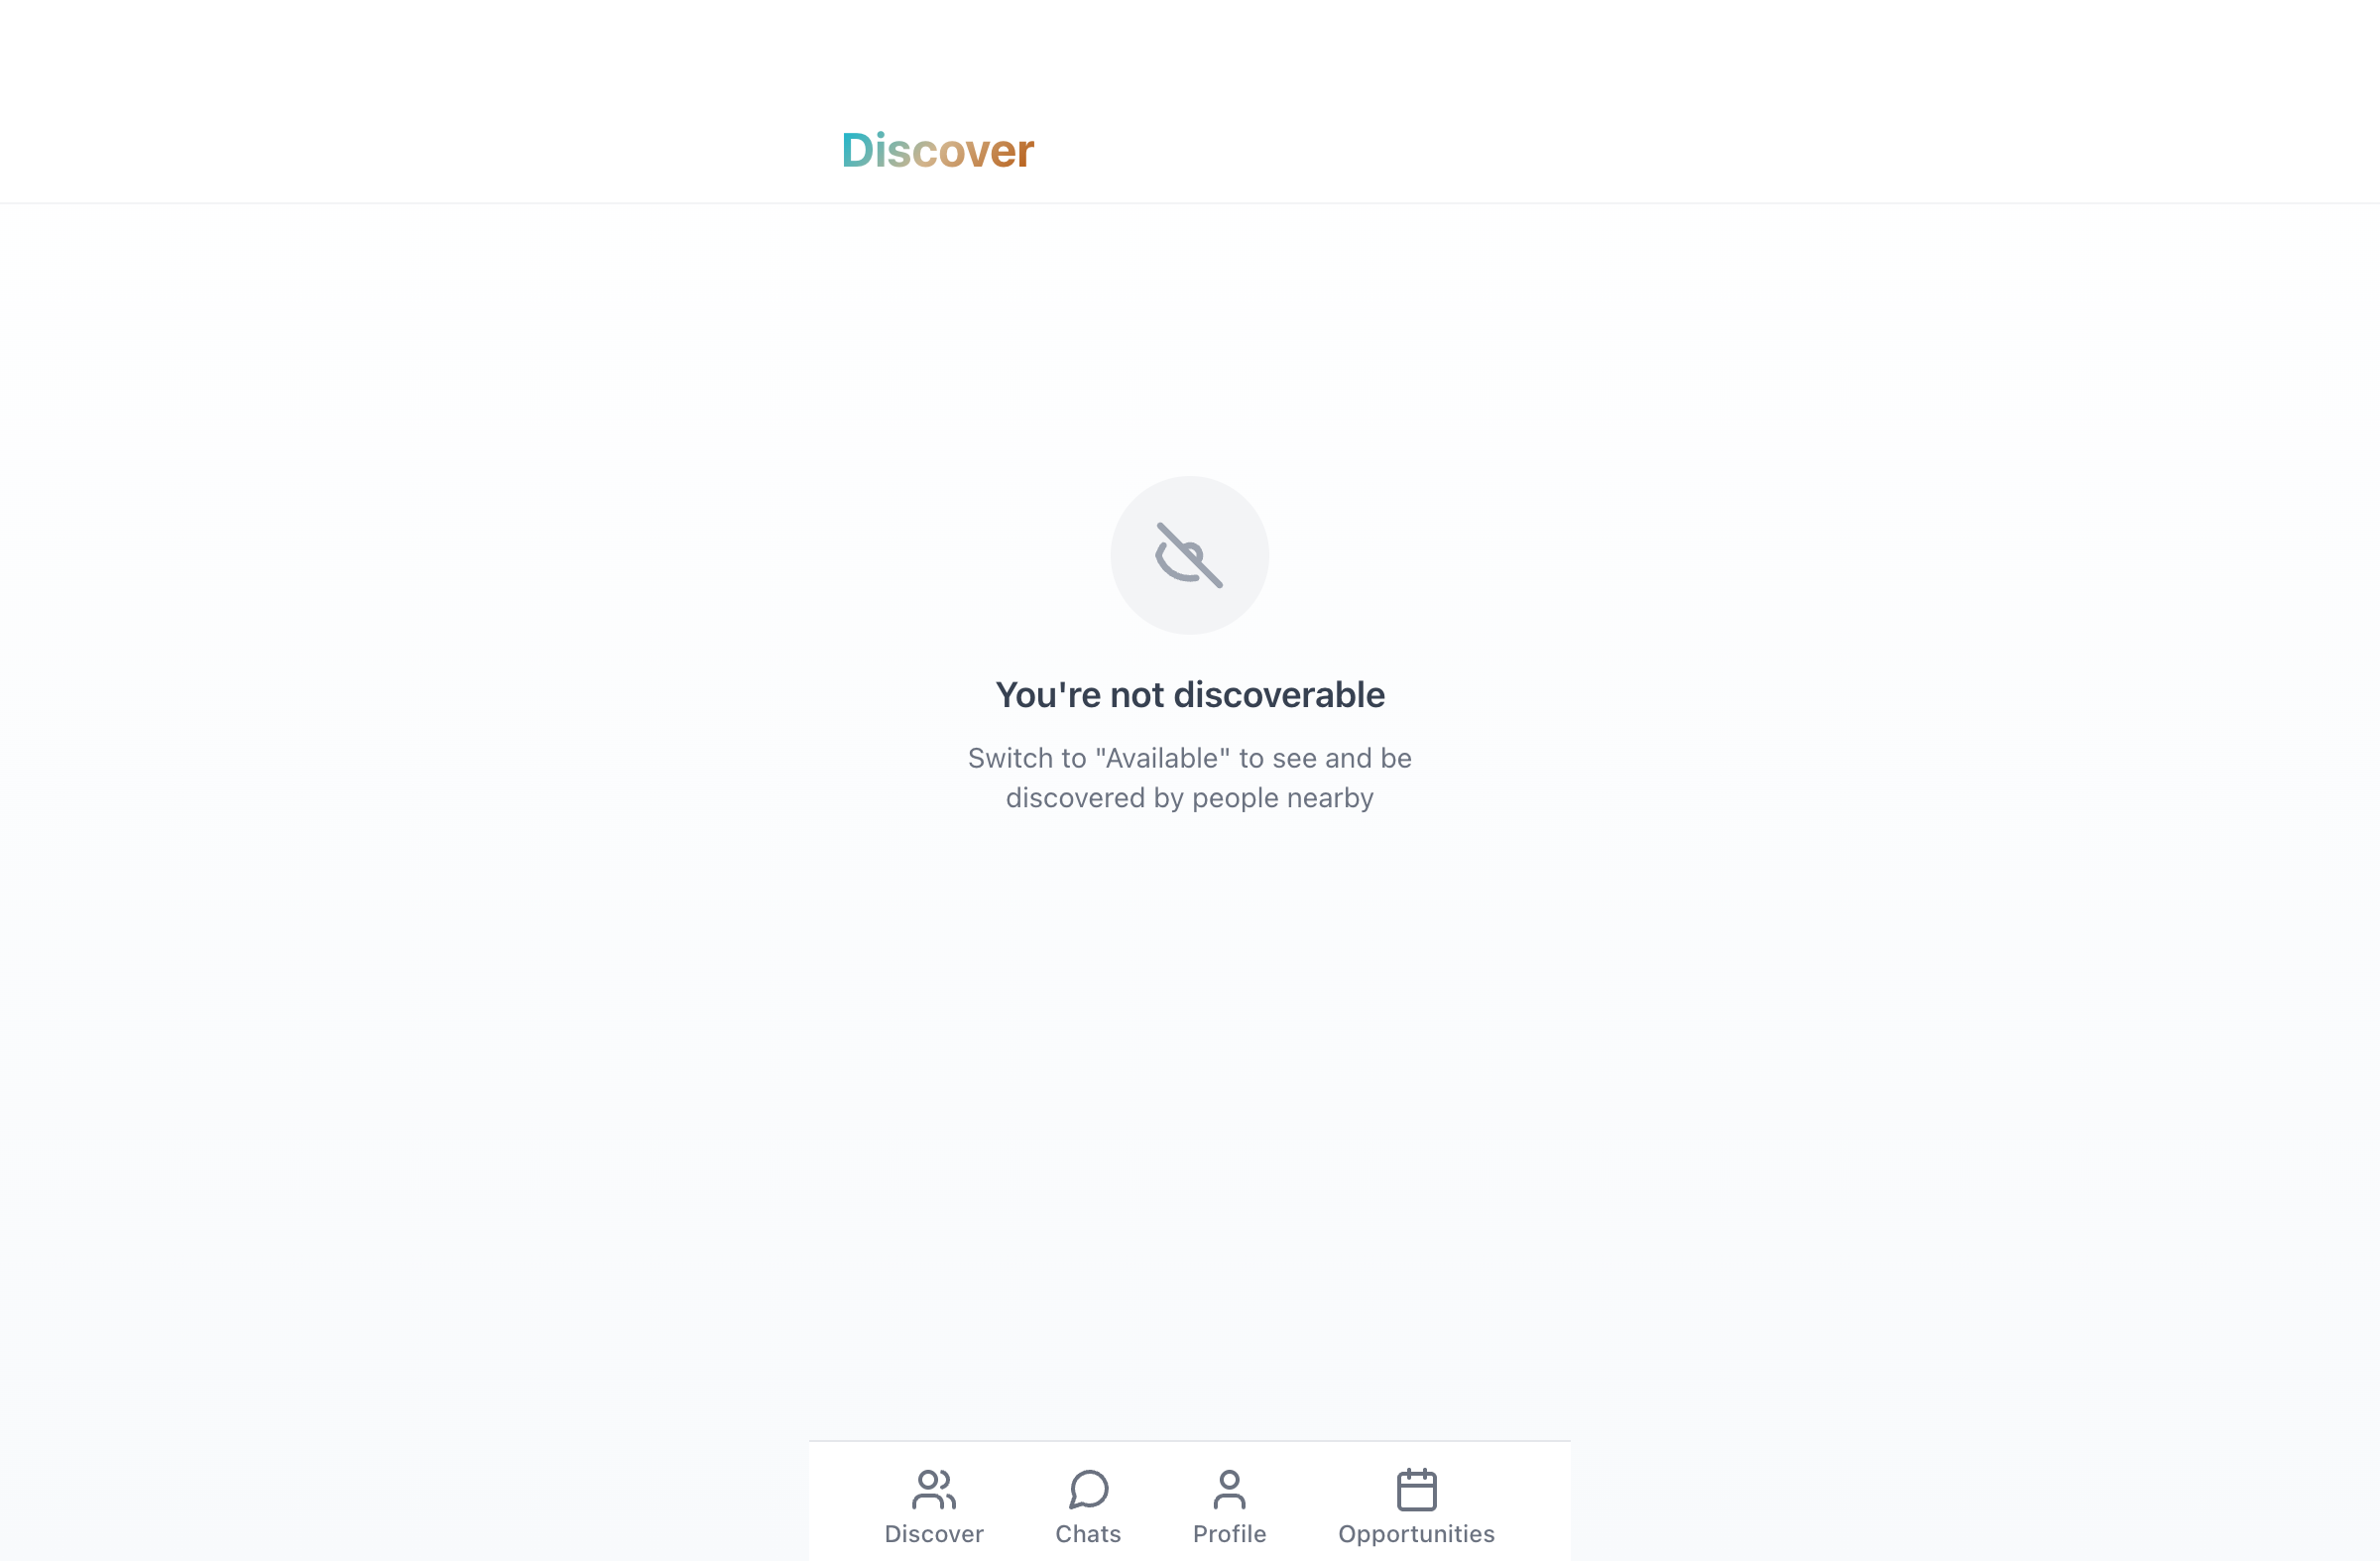 Discover
You're not discoverable
Switch to "Available" to see and be
discovered by people nearby
Discover
Chats
Profile
Opportunities